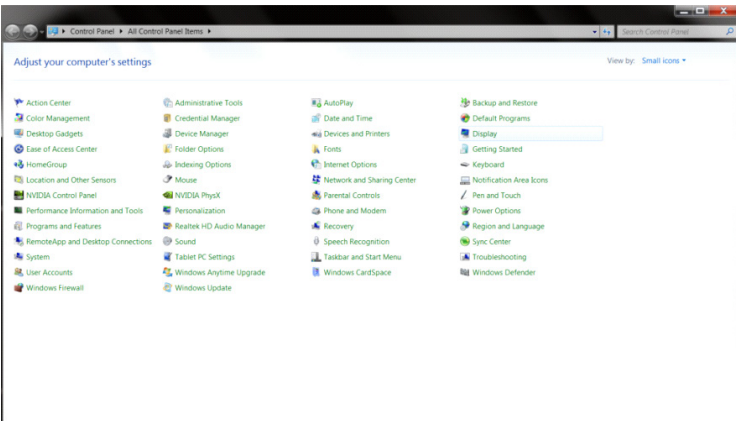 Control Panel All Control Panel Items Search Control Panel
Adjust your computer's settings View by: Small icons
Action Center Administrative Tools AutoPlay Backup and Restore
Color Management Credential Manager Date and Time Default Programs
Desktop Gadgets Device Manager Devices and Printers Display
Ease of Access Center Folder Options Fonts Getting Started
HomeGroup Indexing Options Internet Options Keyboard
Location and Other Sensors Mouse Network and Sharing Center Notification Area Icons
NVIDIA Control Panel NVIDIA PhysX Parental Controls Pen and Touch
Performance Information and Tools Personalization Phone and Modem Power Options
Programs and Features Realtek HD Audio Manager Recovery Region and Language
RemoteApp and Desktop Connections Sound Speech Recognition Sync Center
System Tablet PC Settings Taskbar and Start Menu Troubleshooting
User Accounts Windows Anytime Upgrade Windows CardSpace Windows Defender
Windows Firewall Windows Update